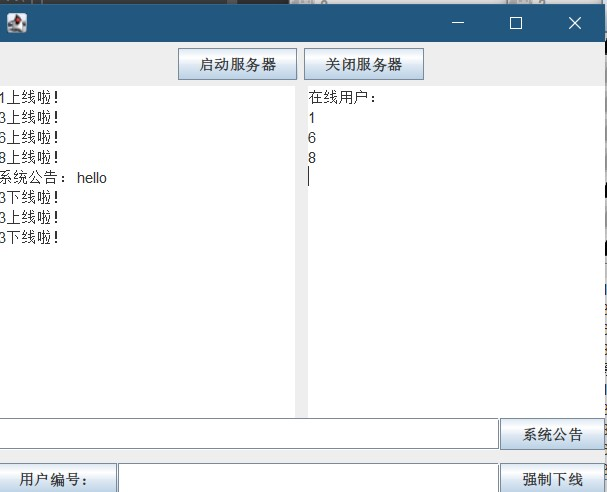 启动服务器 关闭服务器
1上线啦！
3上线啦！
6上线啦！
8上线啦！
系统公告：hello
3下线啦！
3上线啦！
3下线啦！
在线用户：
1
6
8
系统公告
用户编号： 强制下线